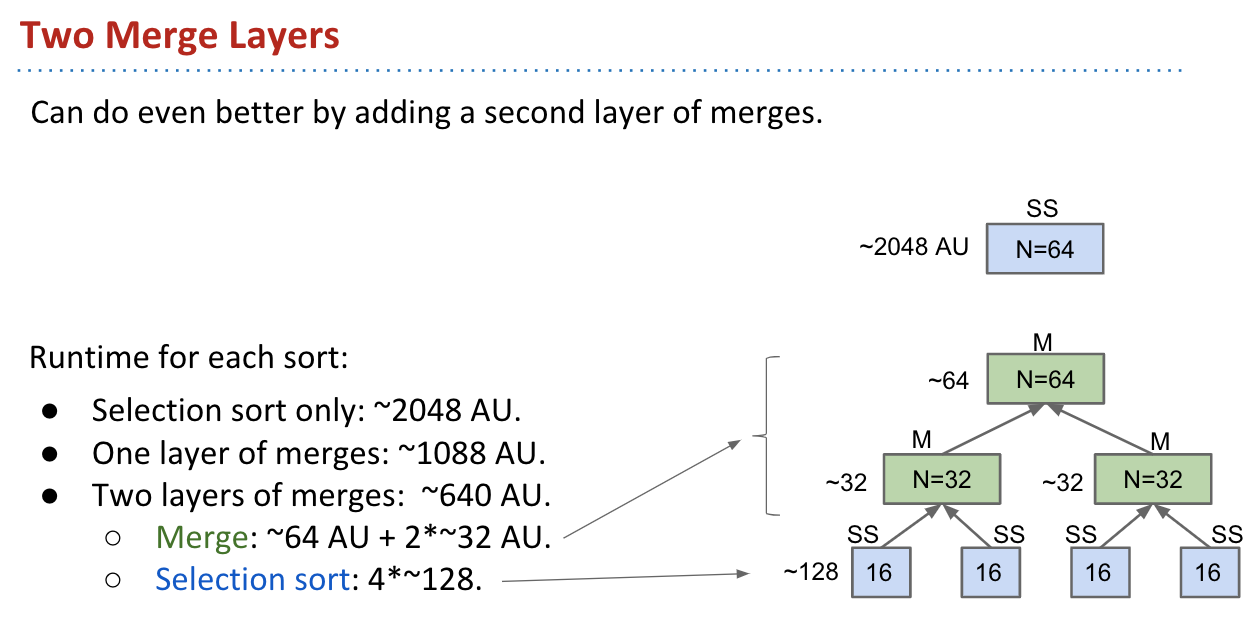 Two Merge Layers
Can do even better by adding a second layer of merges.
SS
~2048 AU
N=64
Runtime for each sort:
● Selection sort only: ~2048 AU.
● One layer of merges: ~1088 AU.
● Two layers of merges:  ~640 AU.
○ Merge: ~64 AU + 2*~32 AU.
○ Selection sort: 4*~128.
M
~64
N=64
M
M
~32
N=32
~32
N=32
SS
SS
SS
SS
~128
16
16
16
16